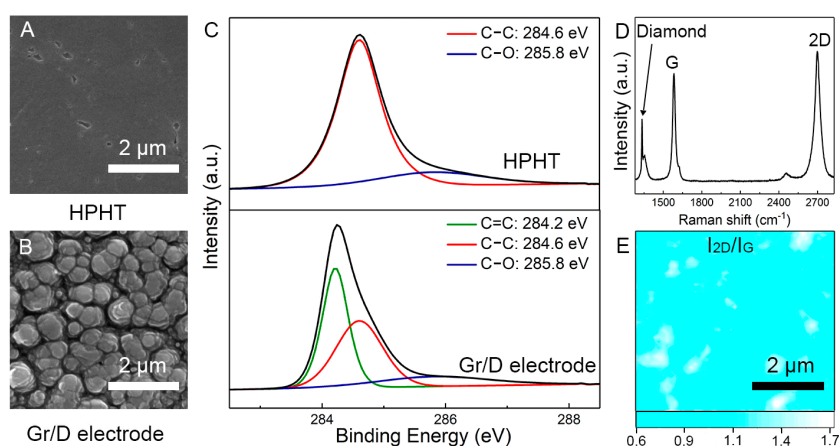 A
2 µm
HPHT
B
2 µm
Gr/D electrode
C
C−C: 284.6 eV
C−O: 285.8 eV
HPHT
C=C: 284.2 eV
C−C: 284.6 eV
C−O: 285.8 eV
Gr/D electrode
Intensity (a.u.)
284 286 288
Binding Energy (eV)
D
Diamond
G
2D
Intensity (a.u.)
1500 1800 2100 2400 2700
Raman shift (cm⁻¹)
E
I2D/IG
2 µm
0.6 0.9 1.1 1.4 1.7